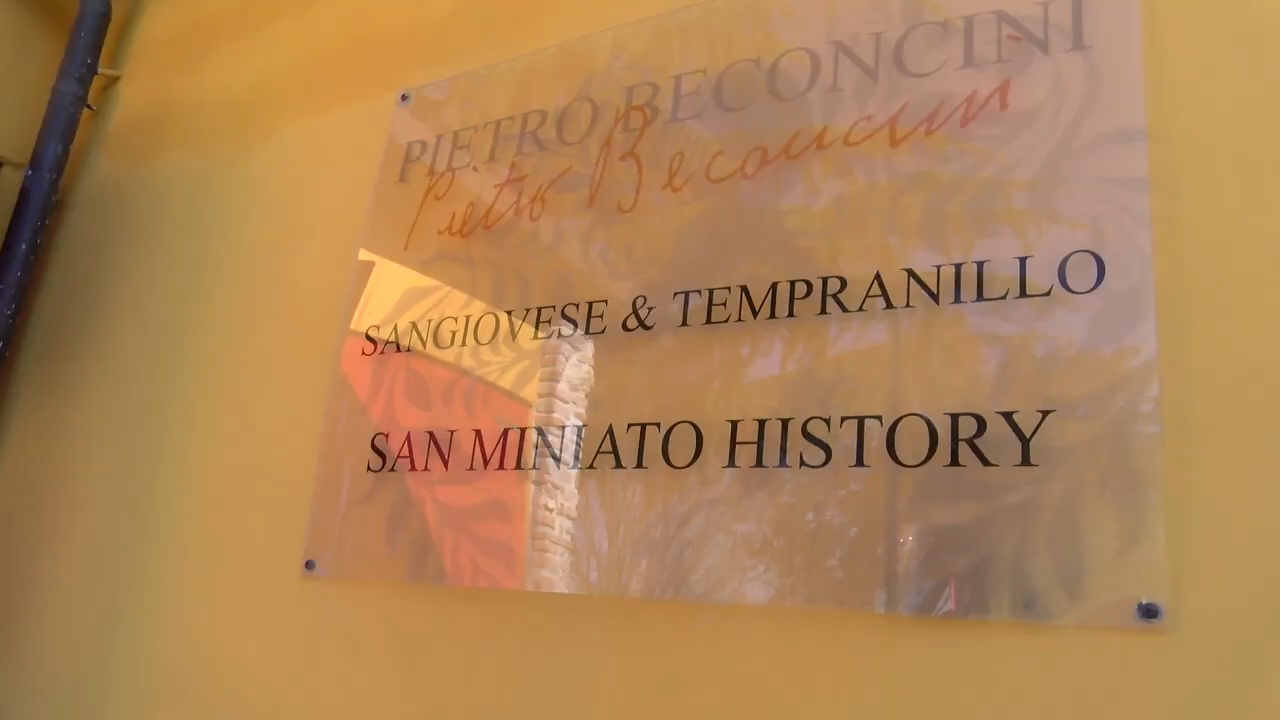 PIETRO BECONCINI
Pietro Beconcini
SANGIOVESE & TEMPRANILLO
SAN MINIATO HISTORY